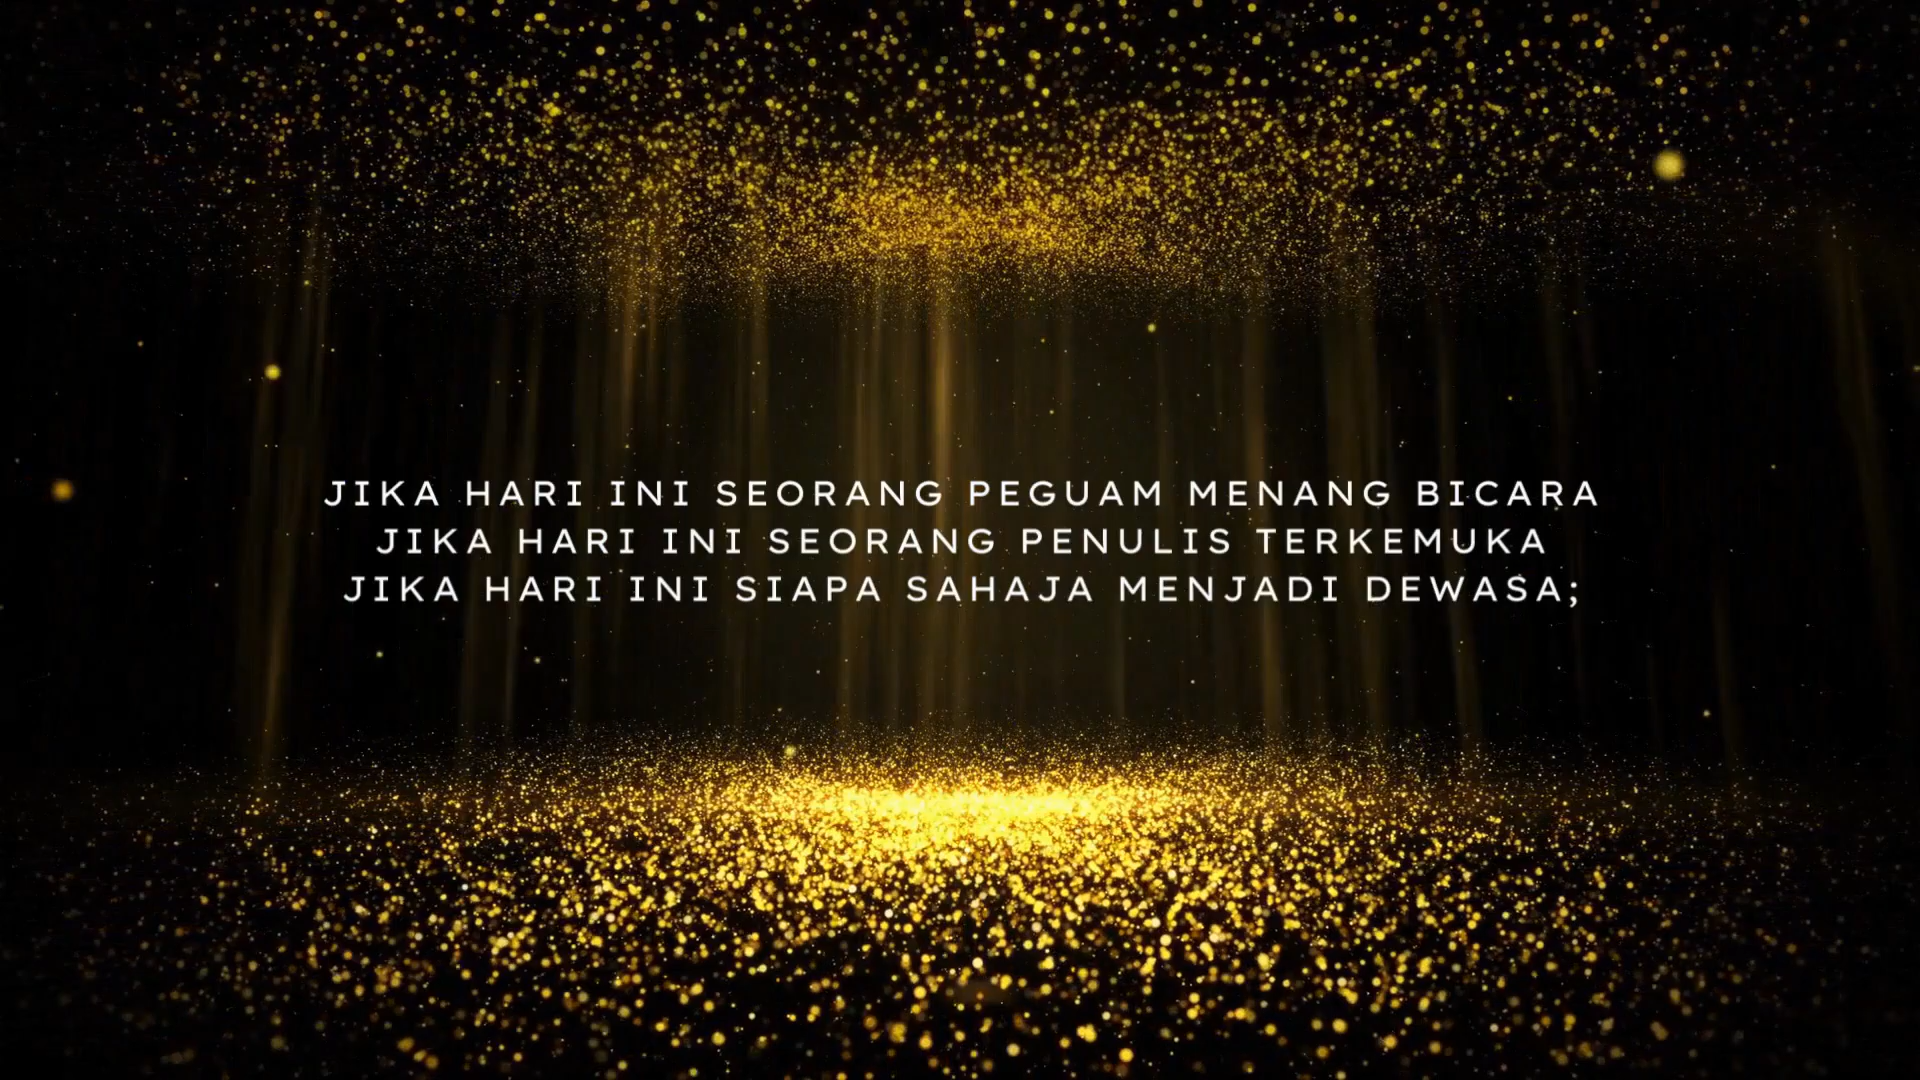 JIKA HARI INI SEORANG PEGUAM MENANG BICARA
JIKA HARI INI SEORANG PENULIS TERKEMUKA
JIKA HARI INI SIAPA SAHAJA MENJADI DEWASA;